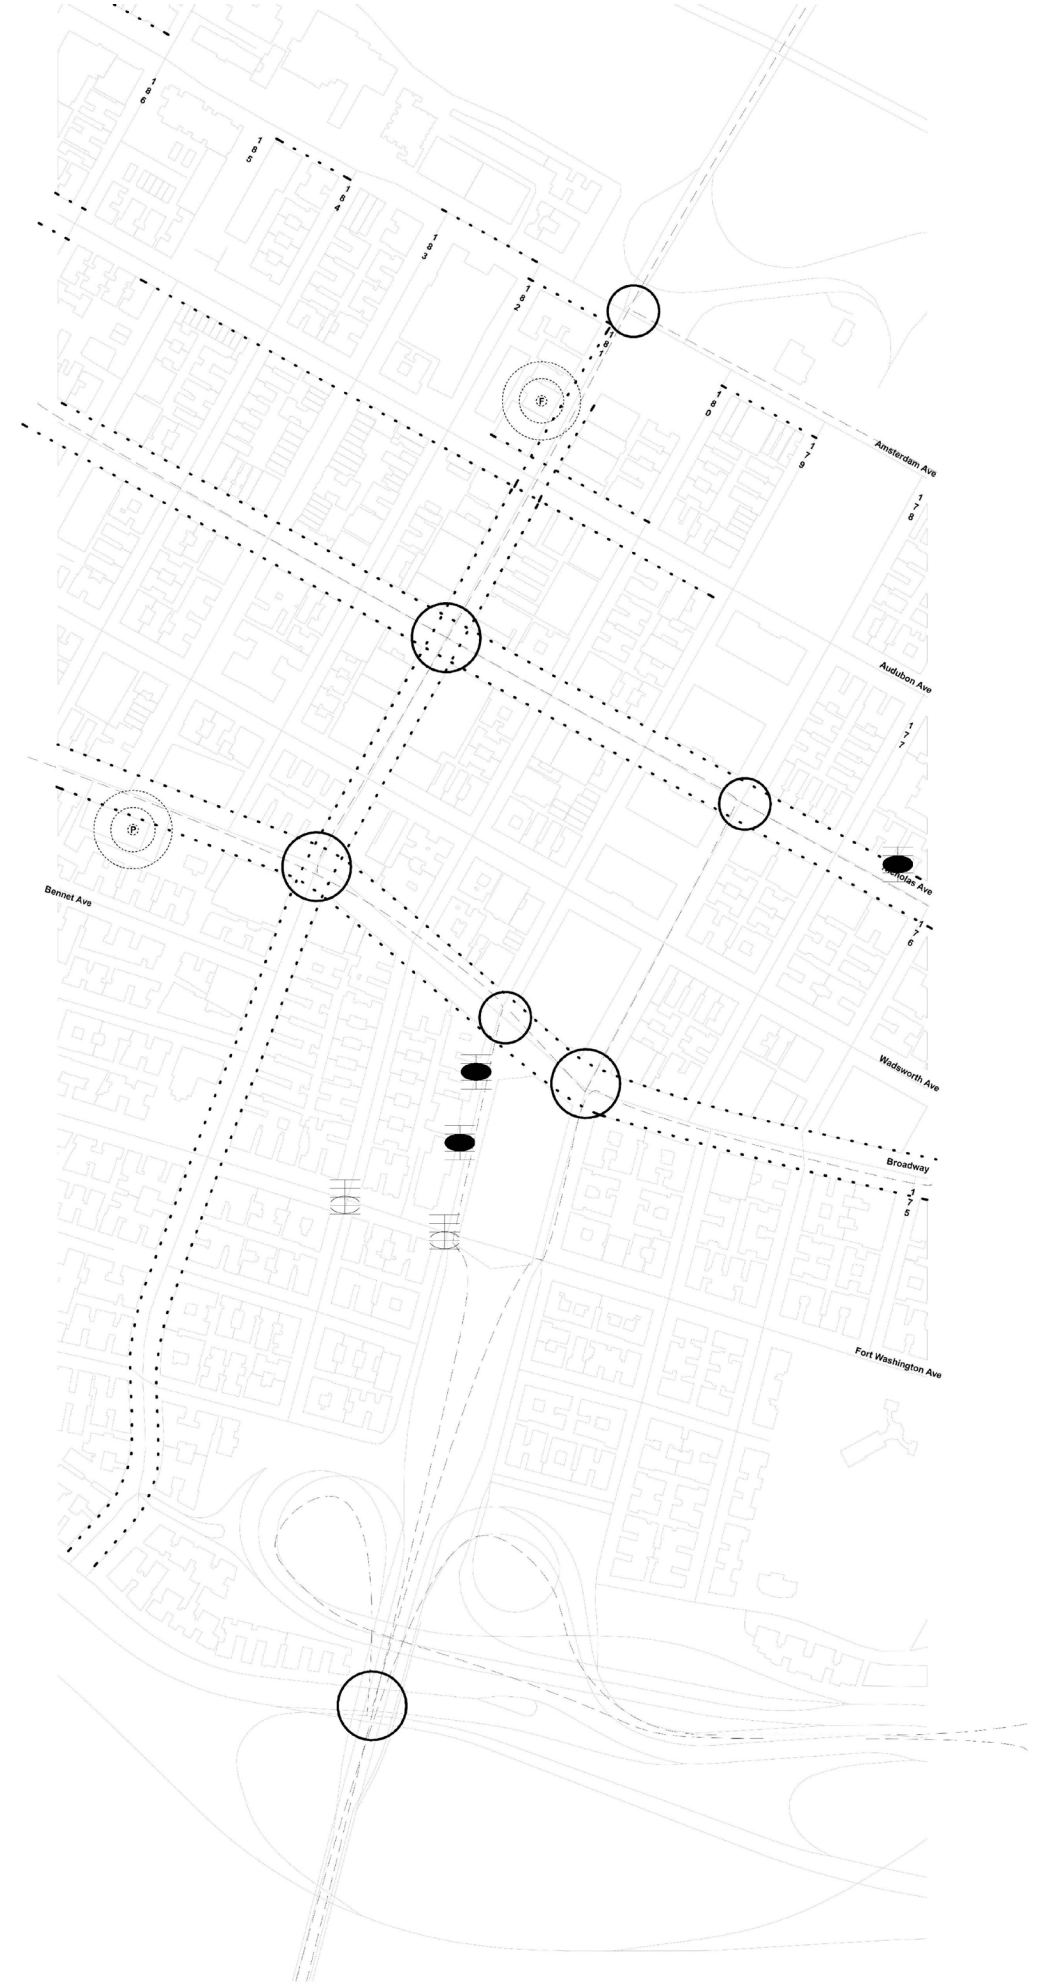 186
185
184
183
182
181
F
180
179
Amsterdam Ave
178
Audubon Ave
177
P
Nicholas Ave
Bennet Ave
176
Wadsworth Ave
Broadway
175
Fort Washington Ave